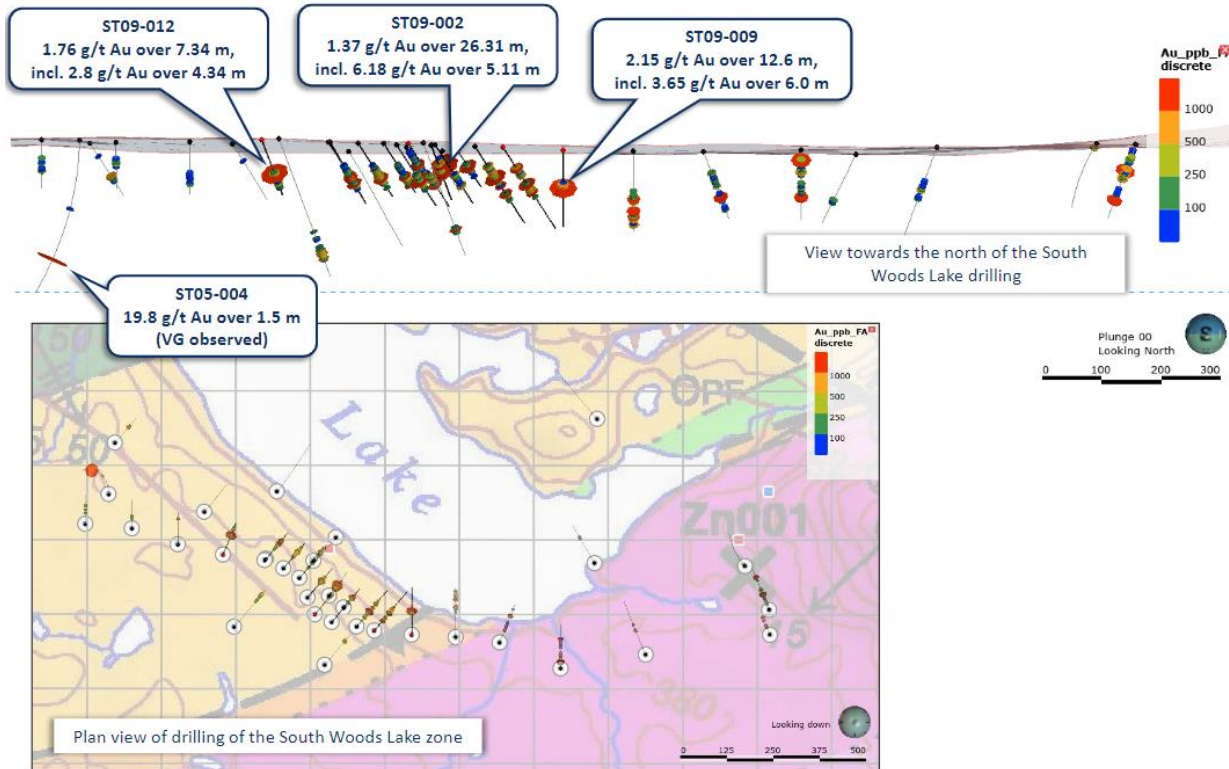 ST09-012
1.76 g/t Au over 7.34 m,
incl. 2.8 g/t Au over 4.34 m
ST09-002
1.37 g/t Au over 26.31 m,
incl. 6.18 g/t Au over 5.11 m
ST09-009
2.15 g/t Au over 12.6 m,
incl. 3.65 g/t Au over 6.0 m
discrete
1000
500
250
100
View towards the north of the South
Woods Lake drilling
ST05-004
19.8 g/t Au over 1.5 m
(VG observed)
Plunge 00
Looking North
S
0 100 200 300
Au_ppb_FA
discrete
1000
500
250
100
50
50
Lake
OPF
Zn001
15
380
Looking down
0 125 250 375 500
Plan view of drilling of the South Woods Lake zone